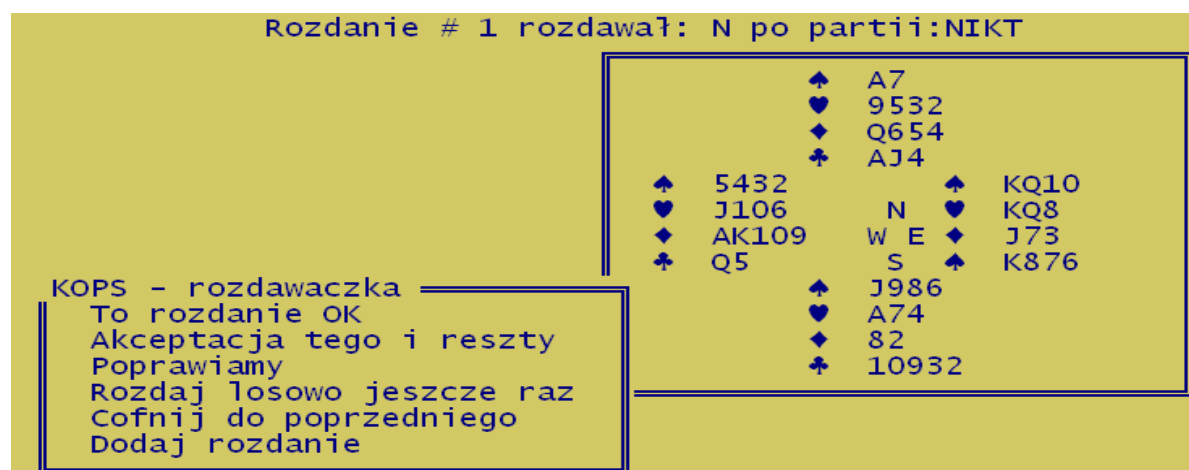 Rozdanie # 1 rozdawał: N po partii:NIKT
♠ A7
♥ 9532
♦ Q654
♣ AJ4
♠ 5432 ♠ KQ10
♥ J106 N ♥ KQ8
♦ AK109 W E ♦ J73
♣ Q5 S ♠ K876
♠ J986
♥ A74
♦ 82
♣ 10932
KOPS - rozdawaczka
To rozdanie OK
Akceptacja tego i reszty
Poprawiamy
Rozdaj losowo jeszcze raz
Cofnij do poprzedniego
Dodaj rozdanie